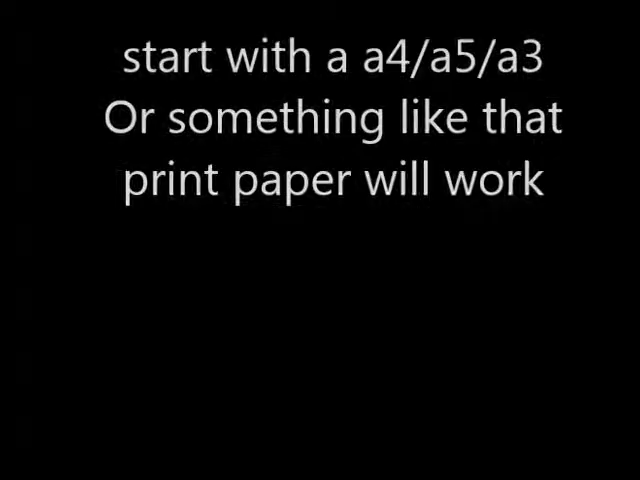 start with a a4/a5/a3
Or something like that
print paper will work